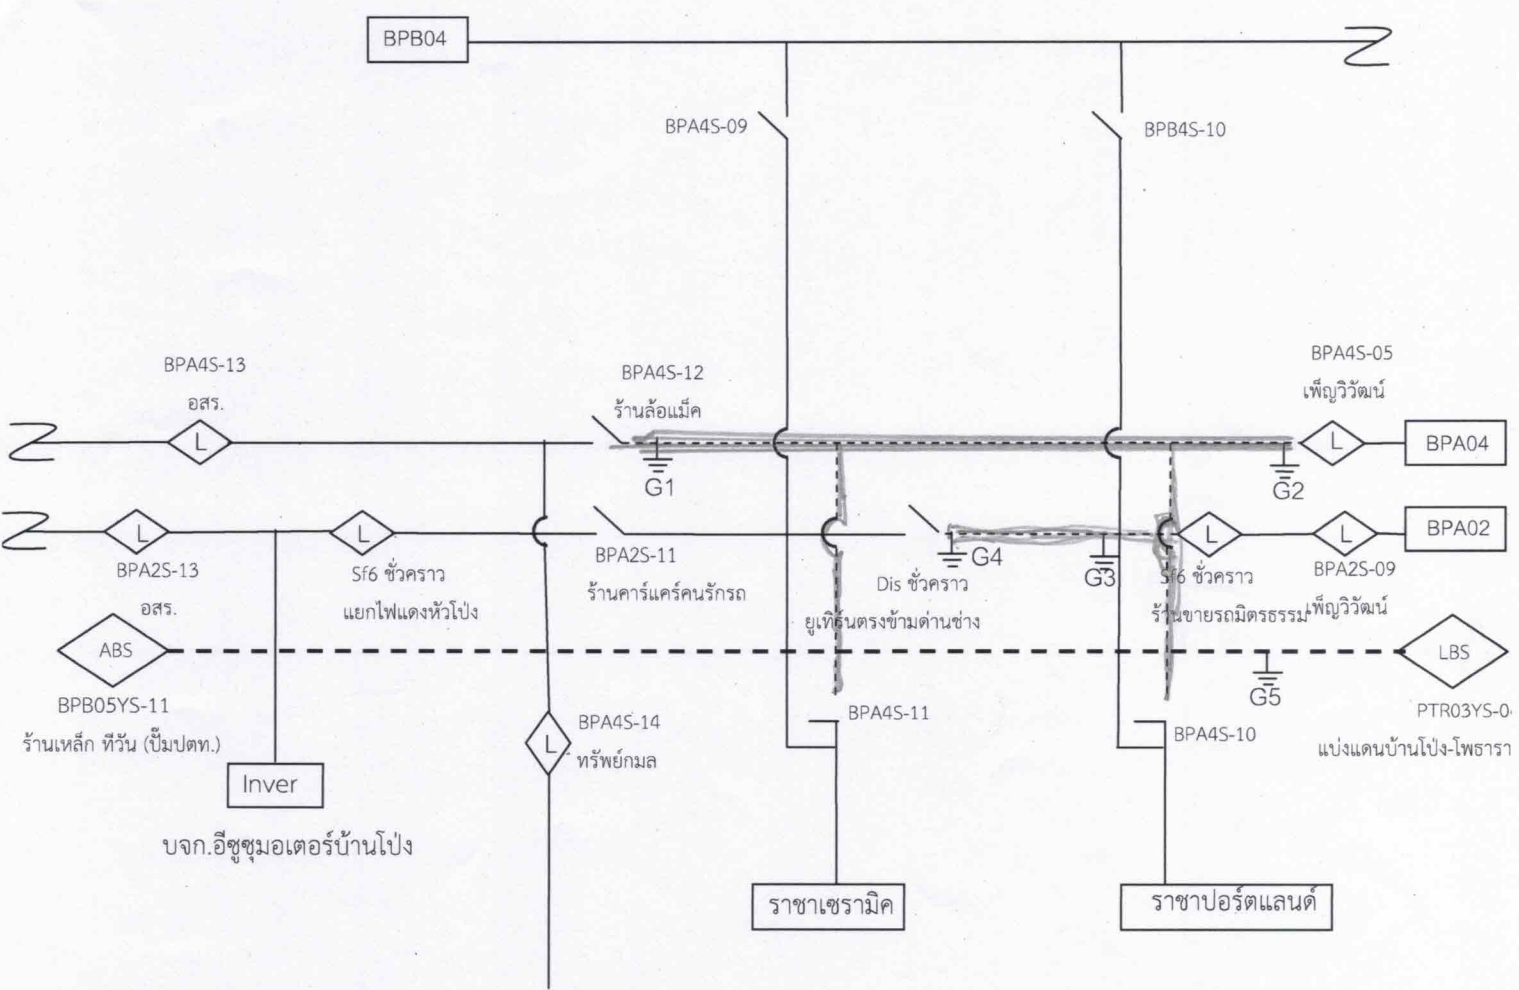 BPB04
BPA4S-09
BPB4S-10
BPA4S-13
อสร.
L
BPA4S-12
ร้านล้อแม็ค
G1
BPA4S-05
เพ็ญวิวัฒน์
L
BPA04
G2
L
BPA2S-13
อสร.
L
Sf6 ชั่วคราว
แยกไฟแดงหัวโป่ง
BPA2S-11
ร้านคาร์แคร์คนรักรถ
Dis ชั่วคราว
ยูเทิร์นตรงข้ามด่านช่าง
G4
G3
L
Sf6 ชั่วคราว
ร้านขายรถมิตรธรรม
L
BPA2S-09
เพ็ญวิวัฒน์
BPA02
ABS
BPB05YS-11
ร้านเหล็ก ทีวัน (ปั๊มปตท.)
G5
LBS
PTR03YS-0
แบ่งแดนบ้านโป่ง-โพธารา
Inver
บจก.อีซูซุมอเตอร์บ้านโป่ง
L
BPA4S-14
ทรัพย์กมล
BPA4S-11
BPA4S-10
ราชาเซรามิค
ราชาปอร์ตแลนด์